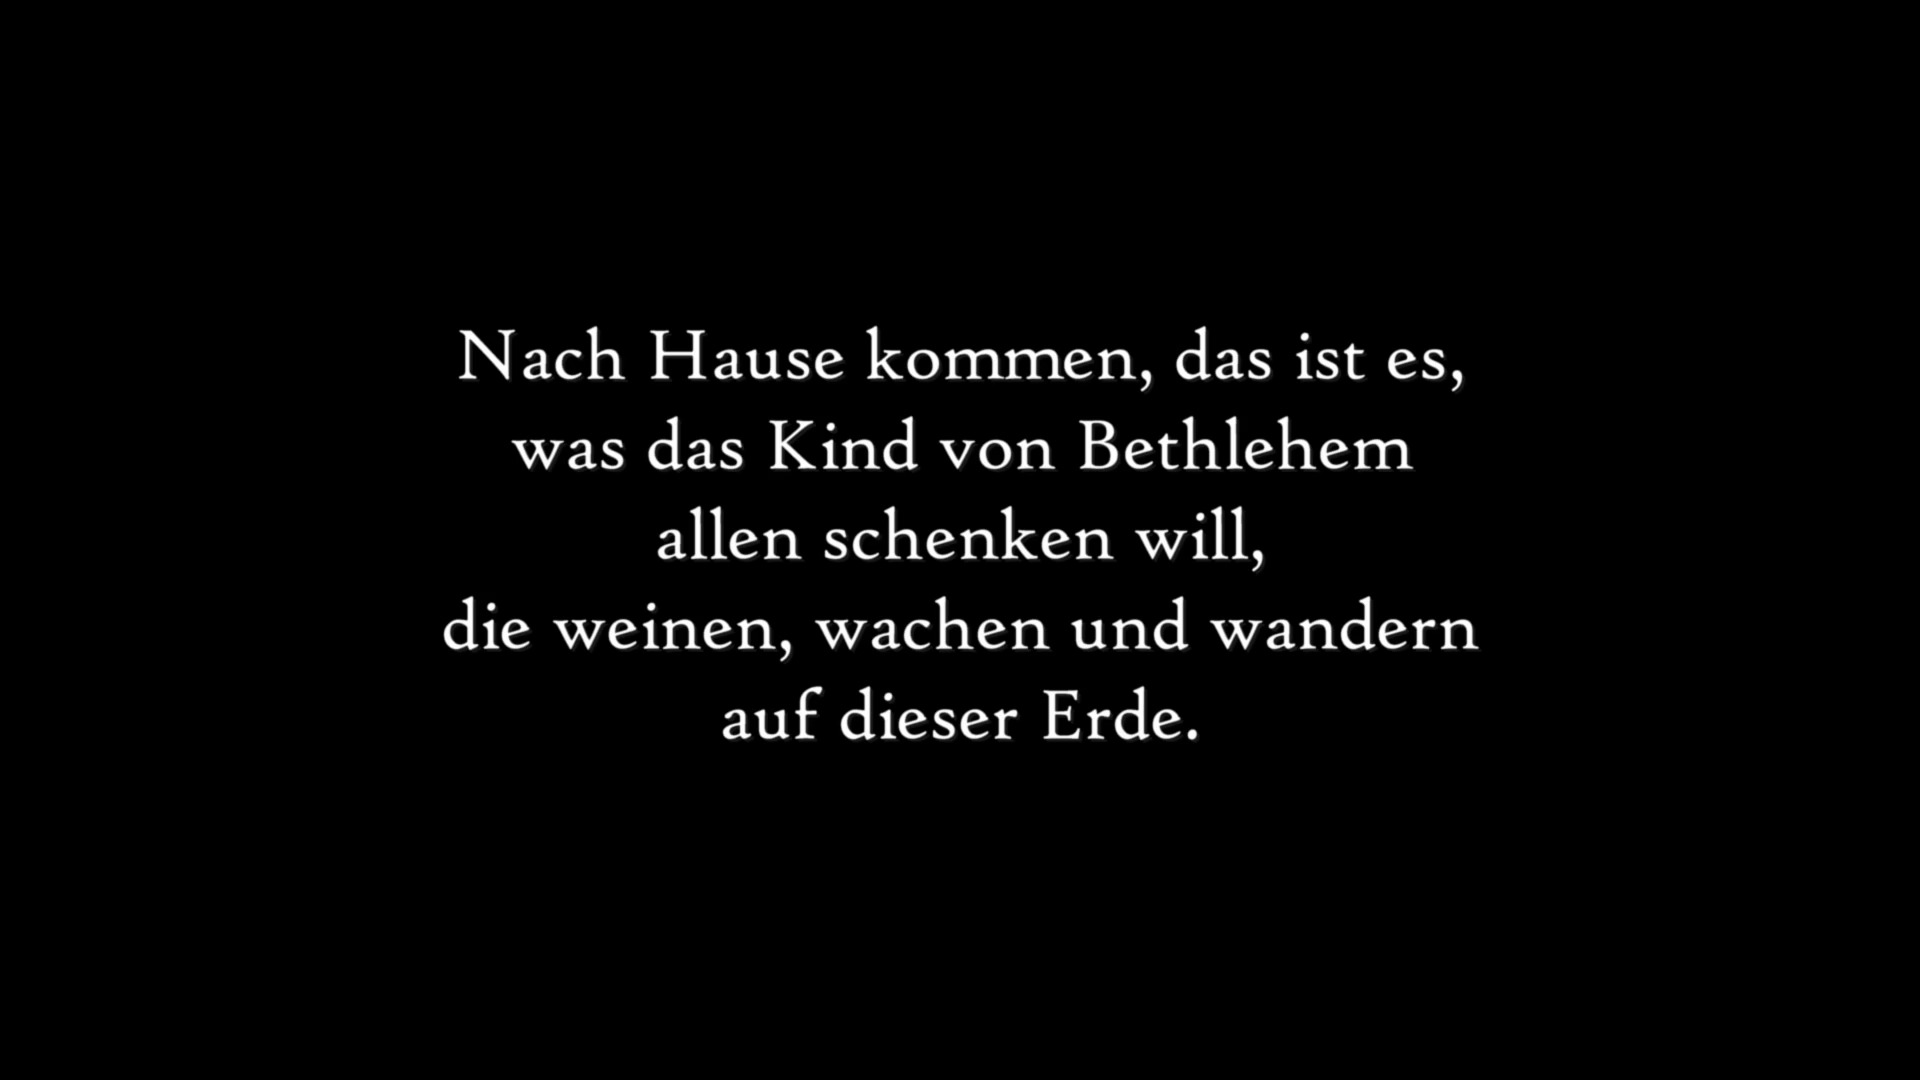 Nach Hause kommen, das ist es,
was das Kind von Bethlehem
allen schenken will,
die weinen, wachen und wandern
auf dieser Erde.